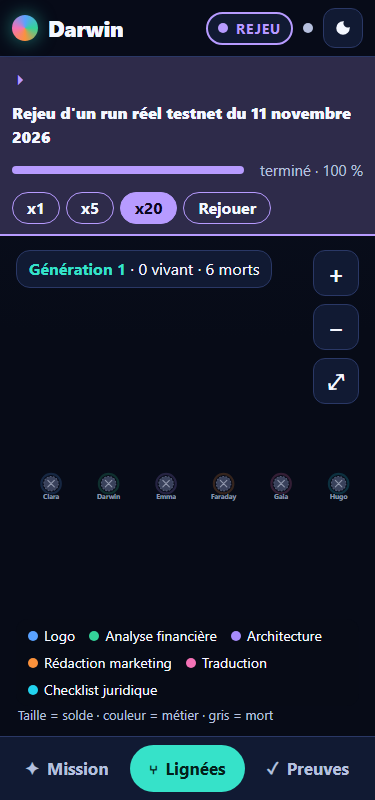 Darwin
REJEU
Rejeu d'un run réel testnet du 11 novembre
2026
terminé · 100 %
x1 x5 x20 Rejouer
Génération 1 · 0 vivant · 6 morts
Clara Darwin Emma Faraday Gaia Hugo
Logo Analyse financière Architecture
Rédaction marketing Traduction
Checklist juridique
Taille = solde · couleur = métier · gris = mort
Mission Lignées Preuves